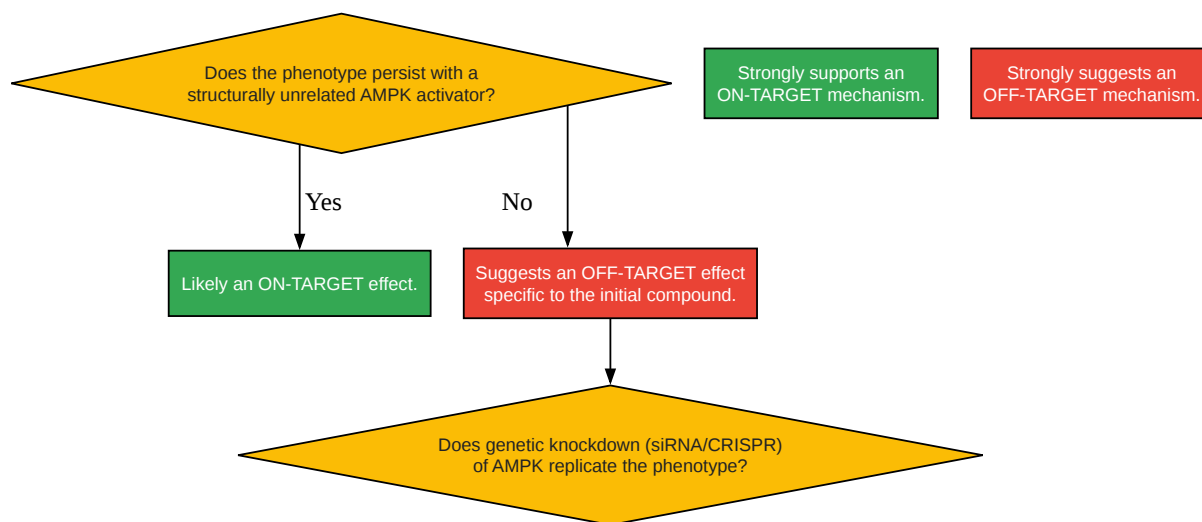 Does the phenotype persist with a
structurally unrelated AMPK activator?
Strongly supports an
ON-TARGET mechanism.
Strongly suggests an
OFF-TARGET mechanism.
Yes
No
Likely an ON-TARGET effect.
Suggests an OFF-TARGET effect
specific to the initial compound.
Does genetic knockdown (siRNA/CRISPR)
of AMPK replicate the phenotype?